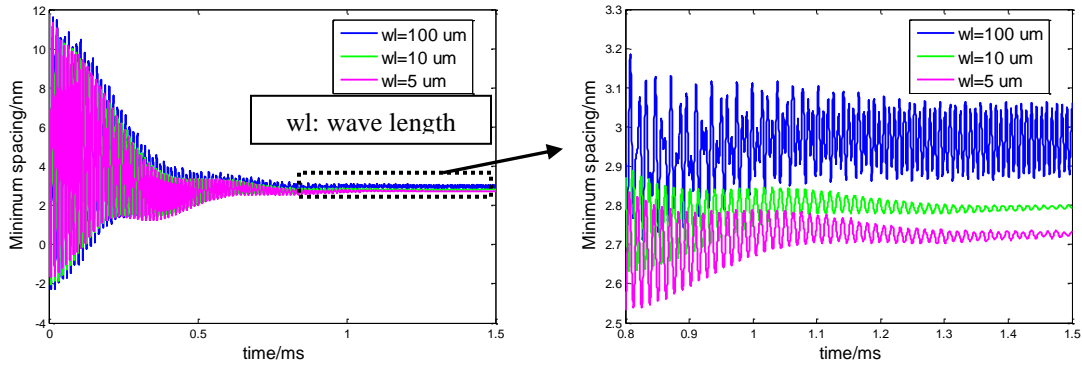 12
10
8
6
4
2
0
-2
-4
Minimum spacing/nm
0
0.5
1
1.5
time/ms
wl=100 um
wl=10 um
wl=5 um
wl: wave length
3.3
3.2
3.1
3
2.9
2.8
2.7
2.6
2.5
Minimum spacing/nm
0.8
0.9
1
1.1
1.2
1.3
1.4
1.5
time/ms
wl=100 um
wl=10 um
wl=5 um